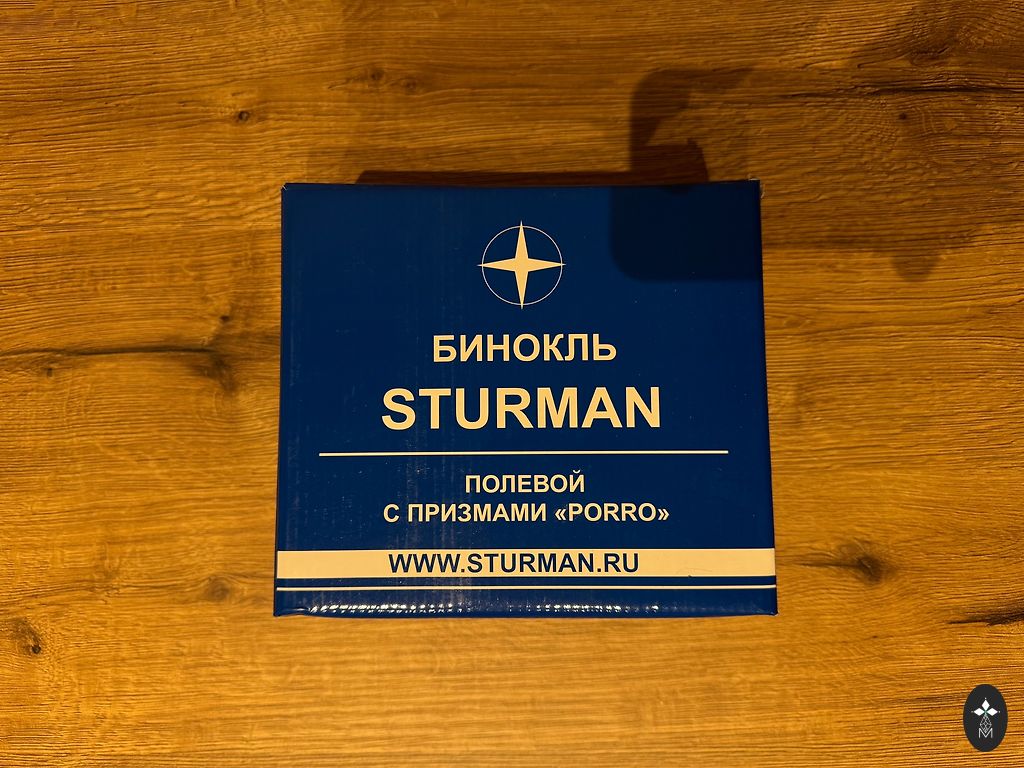 БИНОКЛЬ
STURMAN
ПОЛЕВОЙ
С ПРИЗМАМИ «PORRO»
WWW.STURMAN.RU
M